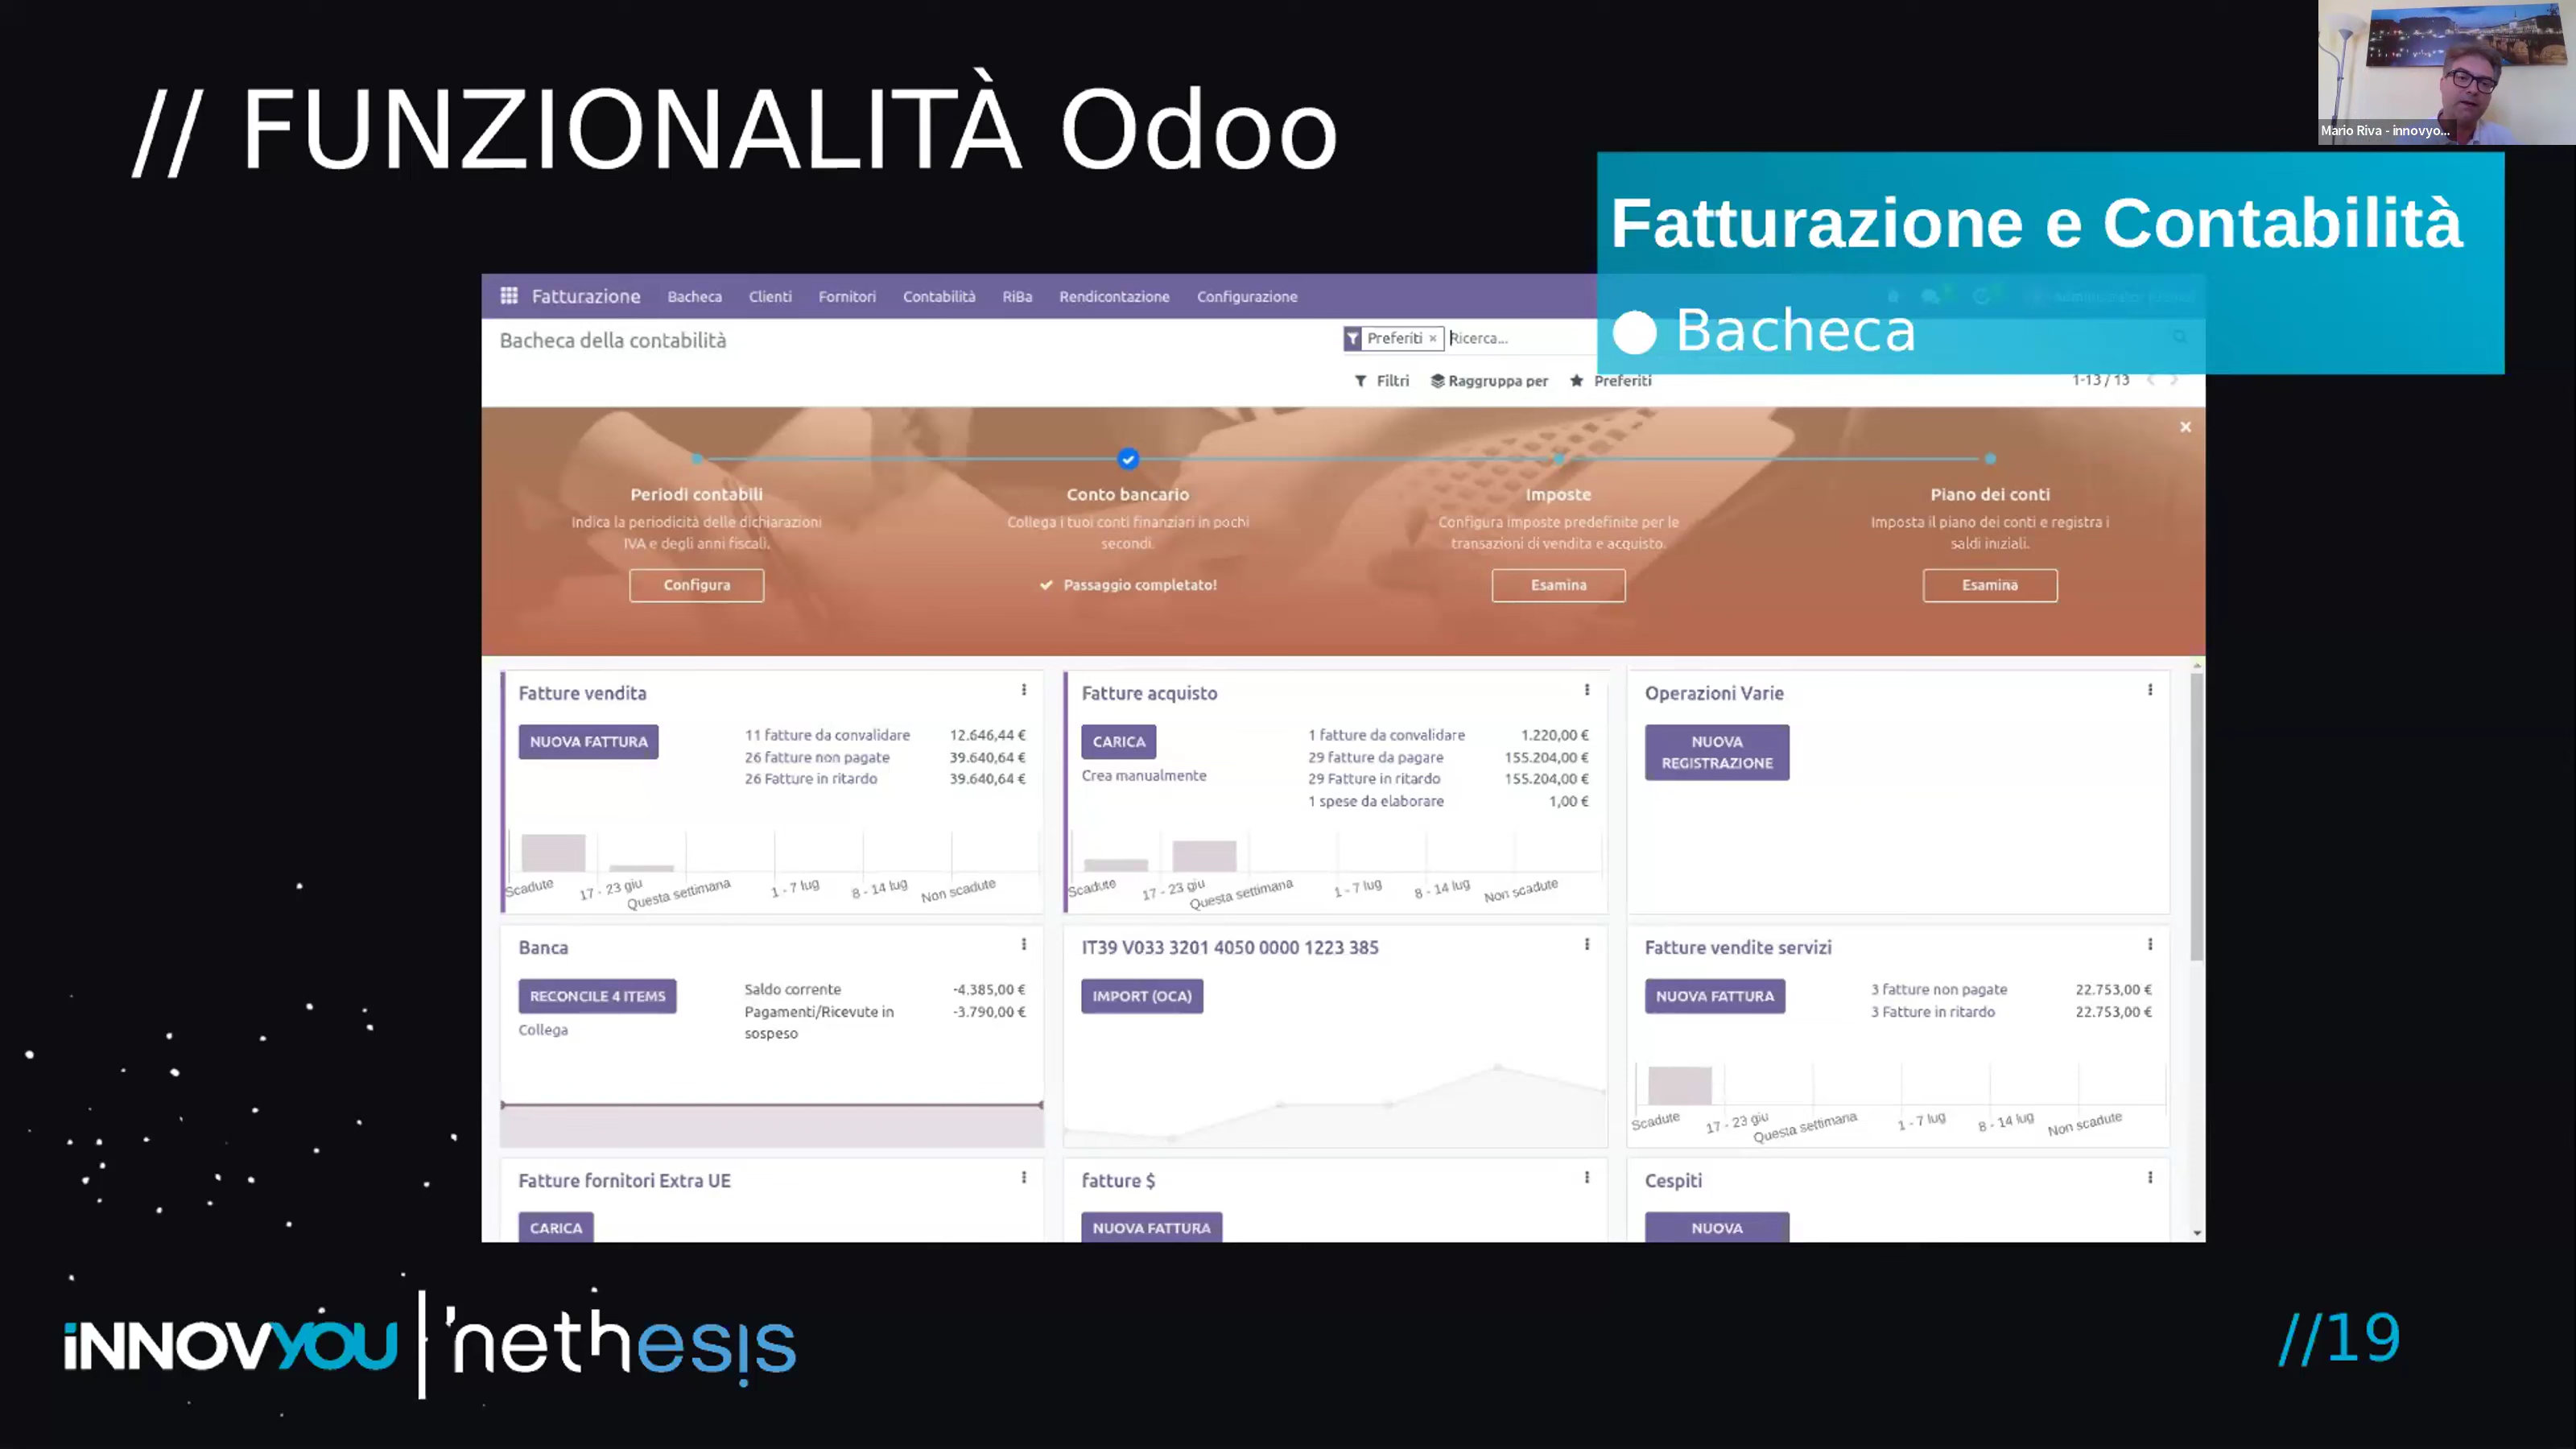 // FUNZIONALITÀ Odoo
Mario Riva - innovyo...
Fatturazione e Contabilità
Bacheca
Fatturazione Bacheca Clienti Fornitori Contabilità RiBa Rendicontazione Configurazione
Bacheca della contabilità
Preferiti × Ricerca...
Filtri Raggruppa per Preferiti
1-13 / 13
Periodi contabili
Indica la periodicità delle dichiarazioni
IVA e degli anni fiscali.
Configura
Conto bancario
Collega i tuoi conti finanziari in pochi
secondi.
Passaggio completato!
Imposte
Configura imposte predefinite per le
transazioni di vendita e acquisto.
Esamina
Piano dei conti
Imposta il piano dei conti e registra i
saldi iniziali.
Esamina
Fatture vendita
NUOVA FATTURA
11 fatture da convalidare 12.646,44 €
26 fatture non pagate 39.640,64 €
26 Fatture in ritardo 39.640,64 €
Scadute 17 - 23 giu Questa settimana 1 - 7 lug 8 - 14 lug Non scadute
Fatture acquisto
CARICA
Crea manualmente
1 fatture da convalidare 1.220,00 €
29 fatture da pagare 155.204,00 €
29 Fatture in ritardo 155.204,00 €
1 spese da elaborare 1,00 €
Scadute 17 - 23 giu Questa settimana 1 - 7 lug 8 - 14 lug Non scadute
Operazioni Varie
NUOVA
REGISTRAZIONE
Banca
RECONCILE 4 ITEMS
Collega
Saldo corrente -4.385,00 €
Pagamenti/Ricevute in -3.790,00 €
sospeso
IT39 V033 3201 4050 0000 1223 385
IMPORT (OCA)
Fatture vendite servizi
NUOVA FATTURA
3 fatture non pagate 22.753,00 €
3 Fatture in ritardo 22.753,00 €
Scadute 17 - 23 giu Questa settimana 1 - 7 lug 8 - 14 lug Non scadute
Fatture fornitori Extra UE
CARICA
fatture $
NUOVA FATTURA
Cespiti
NUOVA
iNNOVYOU 'nethesis
//19